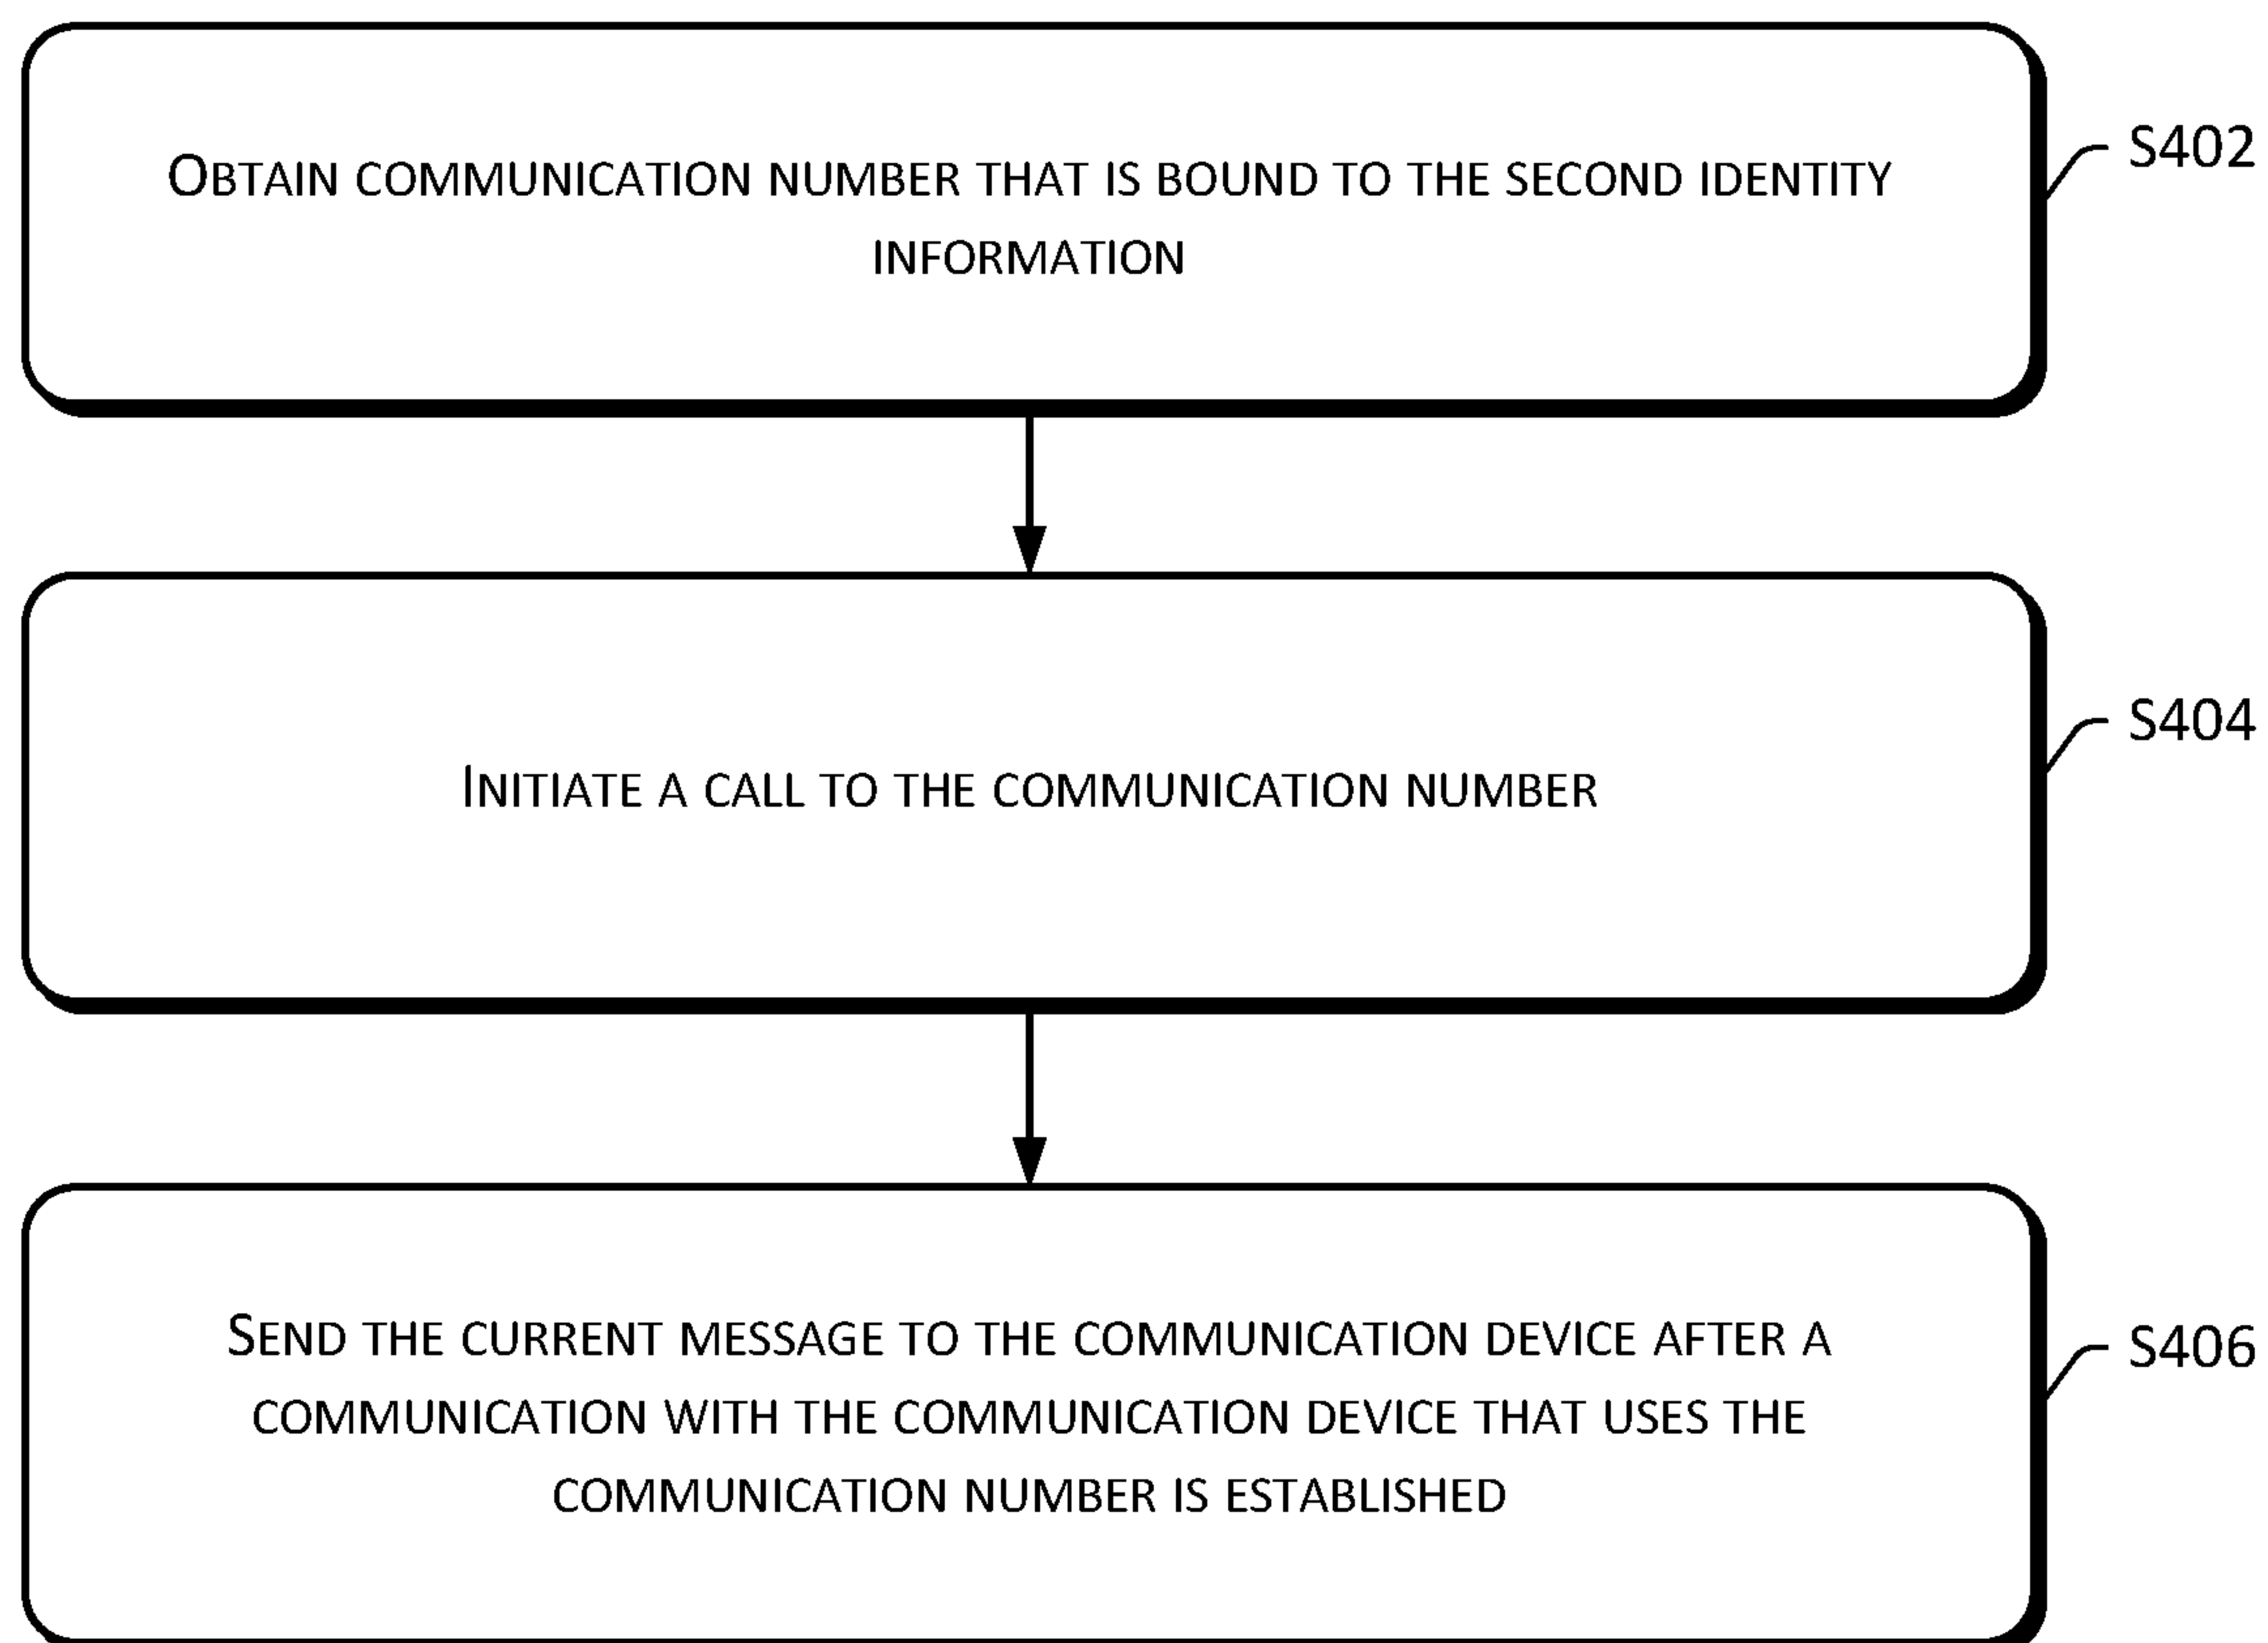 OBTAIN COMMUNICATION NUMBER THAT IS BOUND TO THE SECOND IDENTITY
INFORMATION
S402
INITIATE A CALL TO THE COMMUNICATION NUMBER
S404
SEND THE CURRENT MESSAGE TO THE COMMUNICATION DEVICE AFTER A
COMMUNICATION WITH THE COMMUNICATION DEVICE THAT USES THE
COMMUNICATION NUMBER IS ESTABLISHED
S406